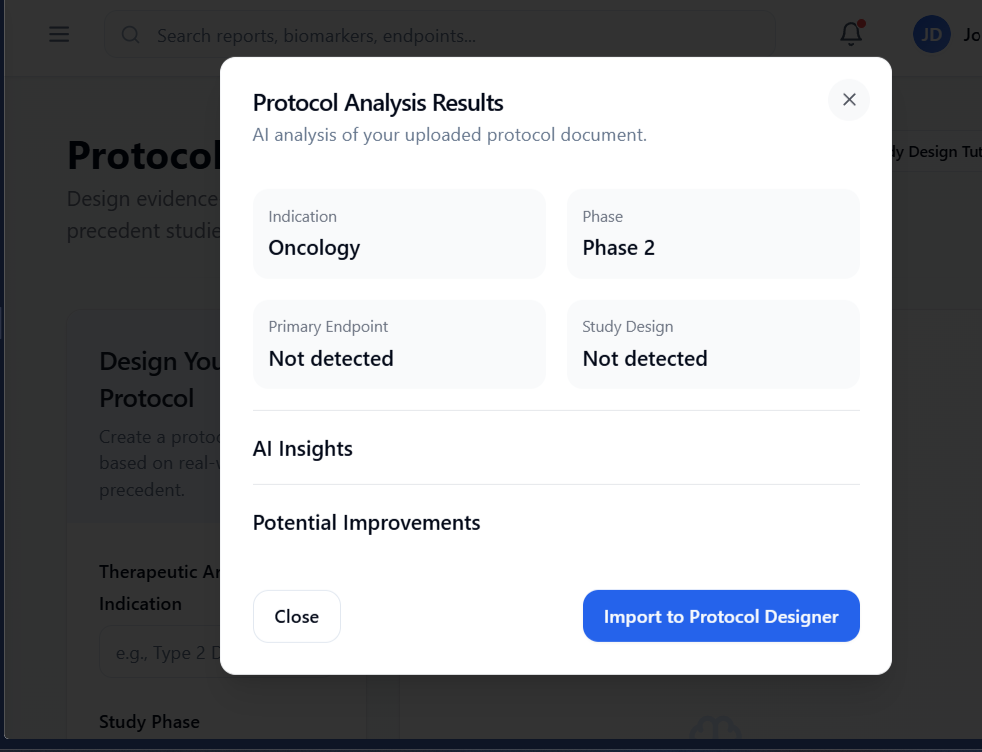 Search reports, biomarkers, endpoints...
JD
Jo
Protocol
Design evidence
precedent studie
dy Design Tut
Protocol Analysis Results
AI analysis of your uploaded protocol document.
Indication
Oncology
Phase
Phase 2
Primary Endpoint
Not detected
Study Design
Not detected
AI Insights
Potential Improvements
Close
Import to Protocol Designer
Design You
Protocol
Create a protoc
based on real-w
precedent.
Therapeutic Ar
Indication
e.g., Type 2 D
Study Phase